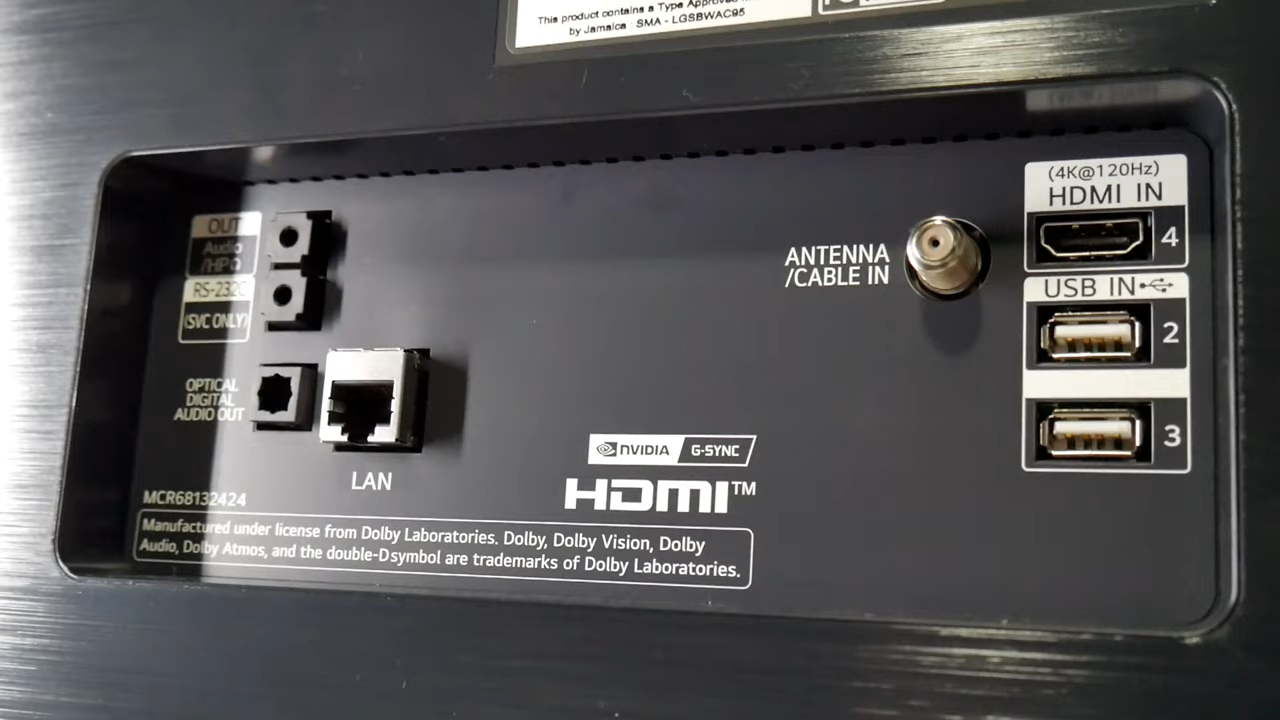 This product contains a Type Approved
by Jamaica : SMA - LGSBWAC95
OUT
Audio
/HPO
RS-232C
(SVC ONLY)
OPTICAL
DIGITAL
AUDIO OUT
LAN
MCR68132424
Manufactured under license from Dolby Laboratories. Dolby, Dolby Vision, Dolby
Audio, Dolby Atmos, and the double-D symbol are trademarks of Dolby Laboratories.
NVIDIA G-SYNC
HDMI™
ANTENNA
/CABLE IN
(4K@120Hz)
HDMI IN
4
USB IN
2
3